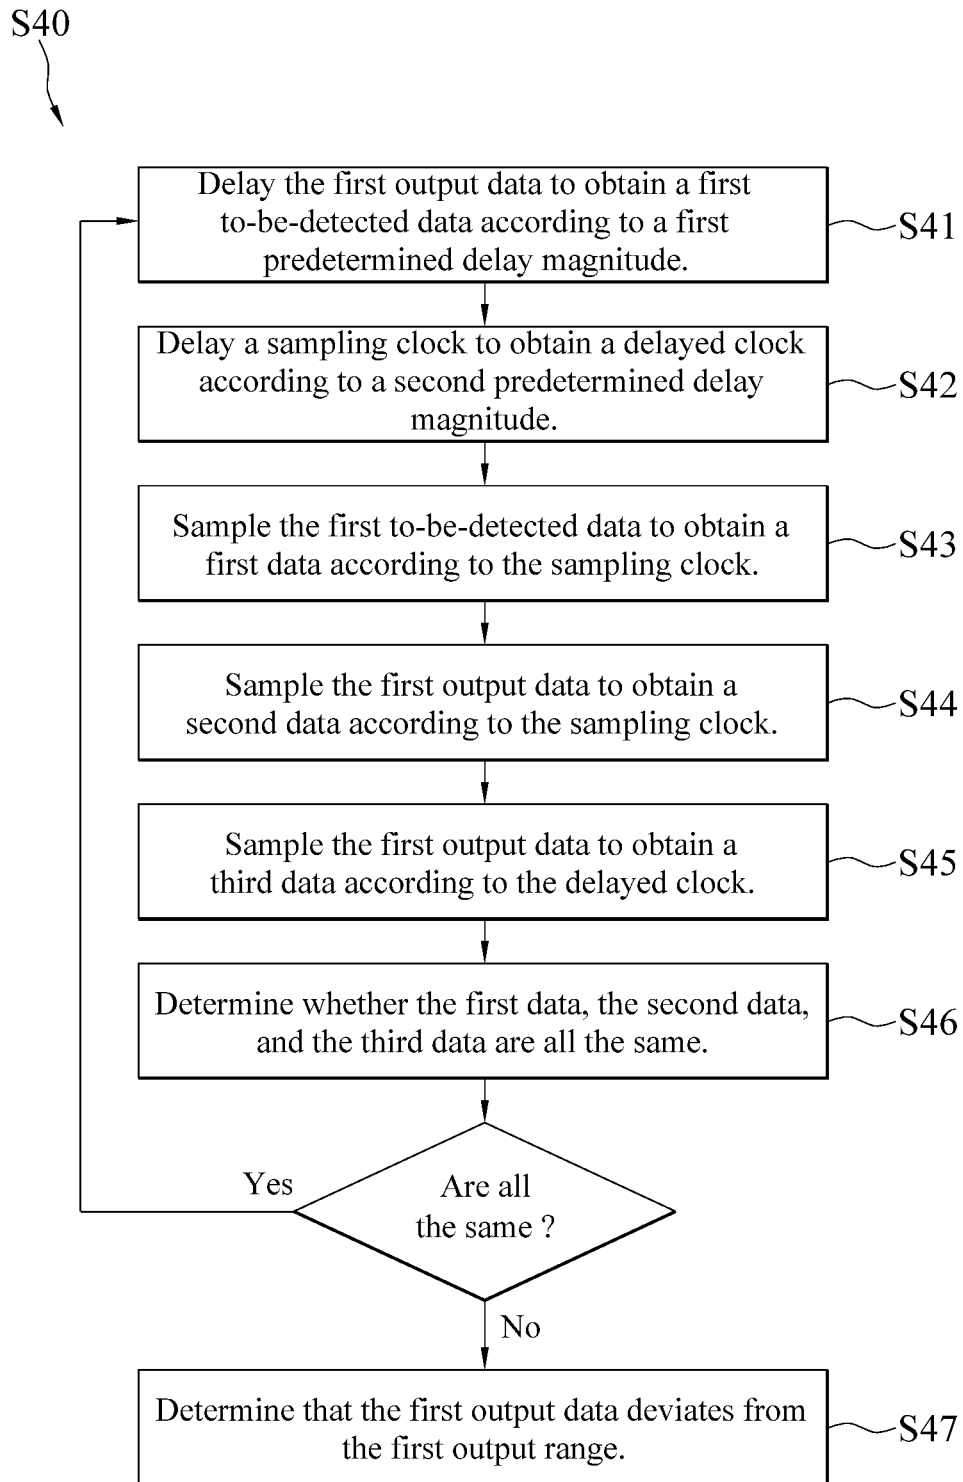 S40
Delay the first output data to obtain a first
to-be-detected data according to a first
predetermined delay magnitude.
S41
Delay a sampling clock to obtain a delayed clock
according to a second predetermined delay
magnitude.
S42
Sample the first to-be-detected data to obtain a
first data according to the sampling clock.
S43
Sample the first output data to obtain a
second data according to the sampling clock.
S44
Sample the first output data to obtain a
third data according to the delayed clock.
S45
Determine whether the first data, the second data,
and the third data are all the same.
S46
Yes
Are all
the same ?
No
Determine that the first output data deviates from
the first output range.
S47